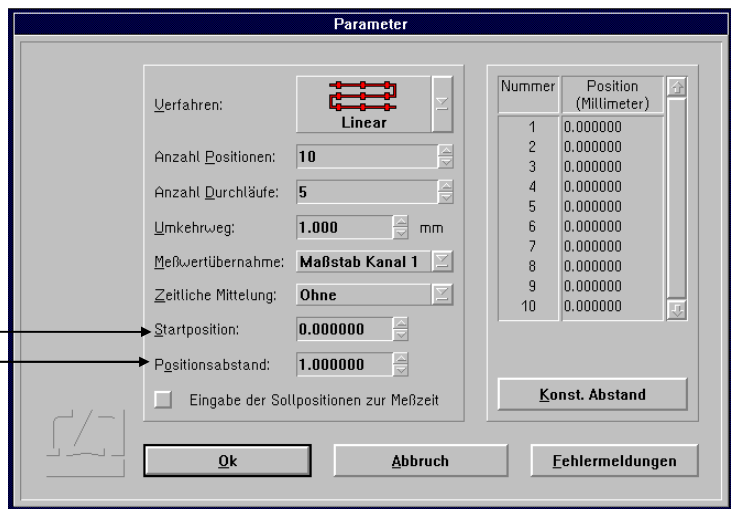 Parameter
Verfahren:
Linear
Anzahl Positionen: 10
Anzahl Durchläufe: 5
Umkehrweg: 1.000 mm
Meßwertübernahme: Maßstab Kanal 1
Zeitliche Mittelung: Ohne
Startposition: 0.000000
Positionsabstand: 1.000000
Eingabe der Sollpositionen zur Meßzeit
Nummer Position
(Millimeter)
1 0.000000
2 0.000000
3 0.000000
4 0.000000
5 0.000000
6 0.000000
7 0.000000
8 0.000000
9 0.000000
10 0.000000
Konst. Abstand
Ok Abbruch Fehlermeldungen